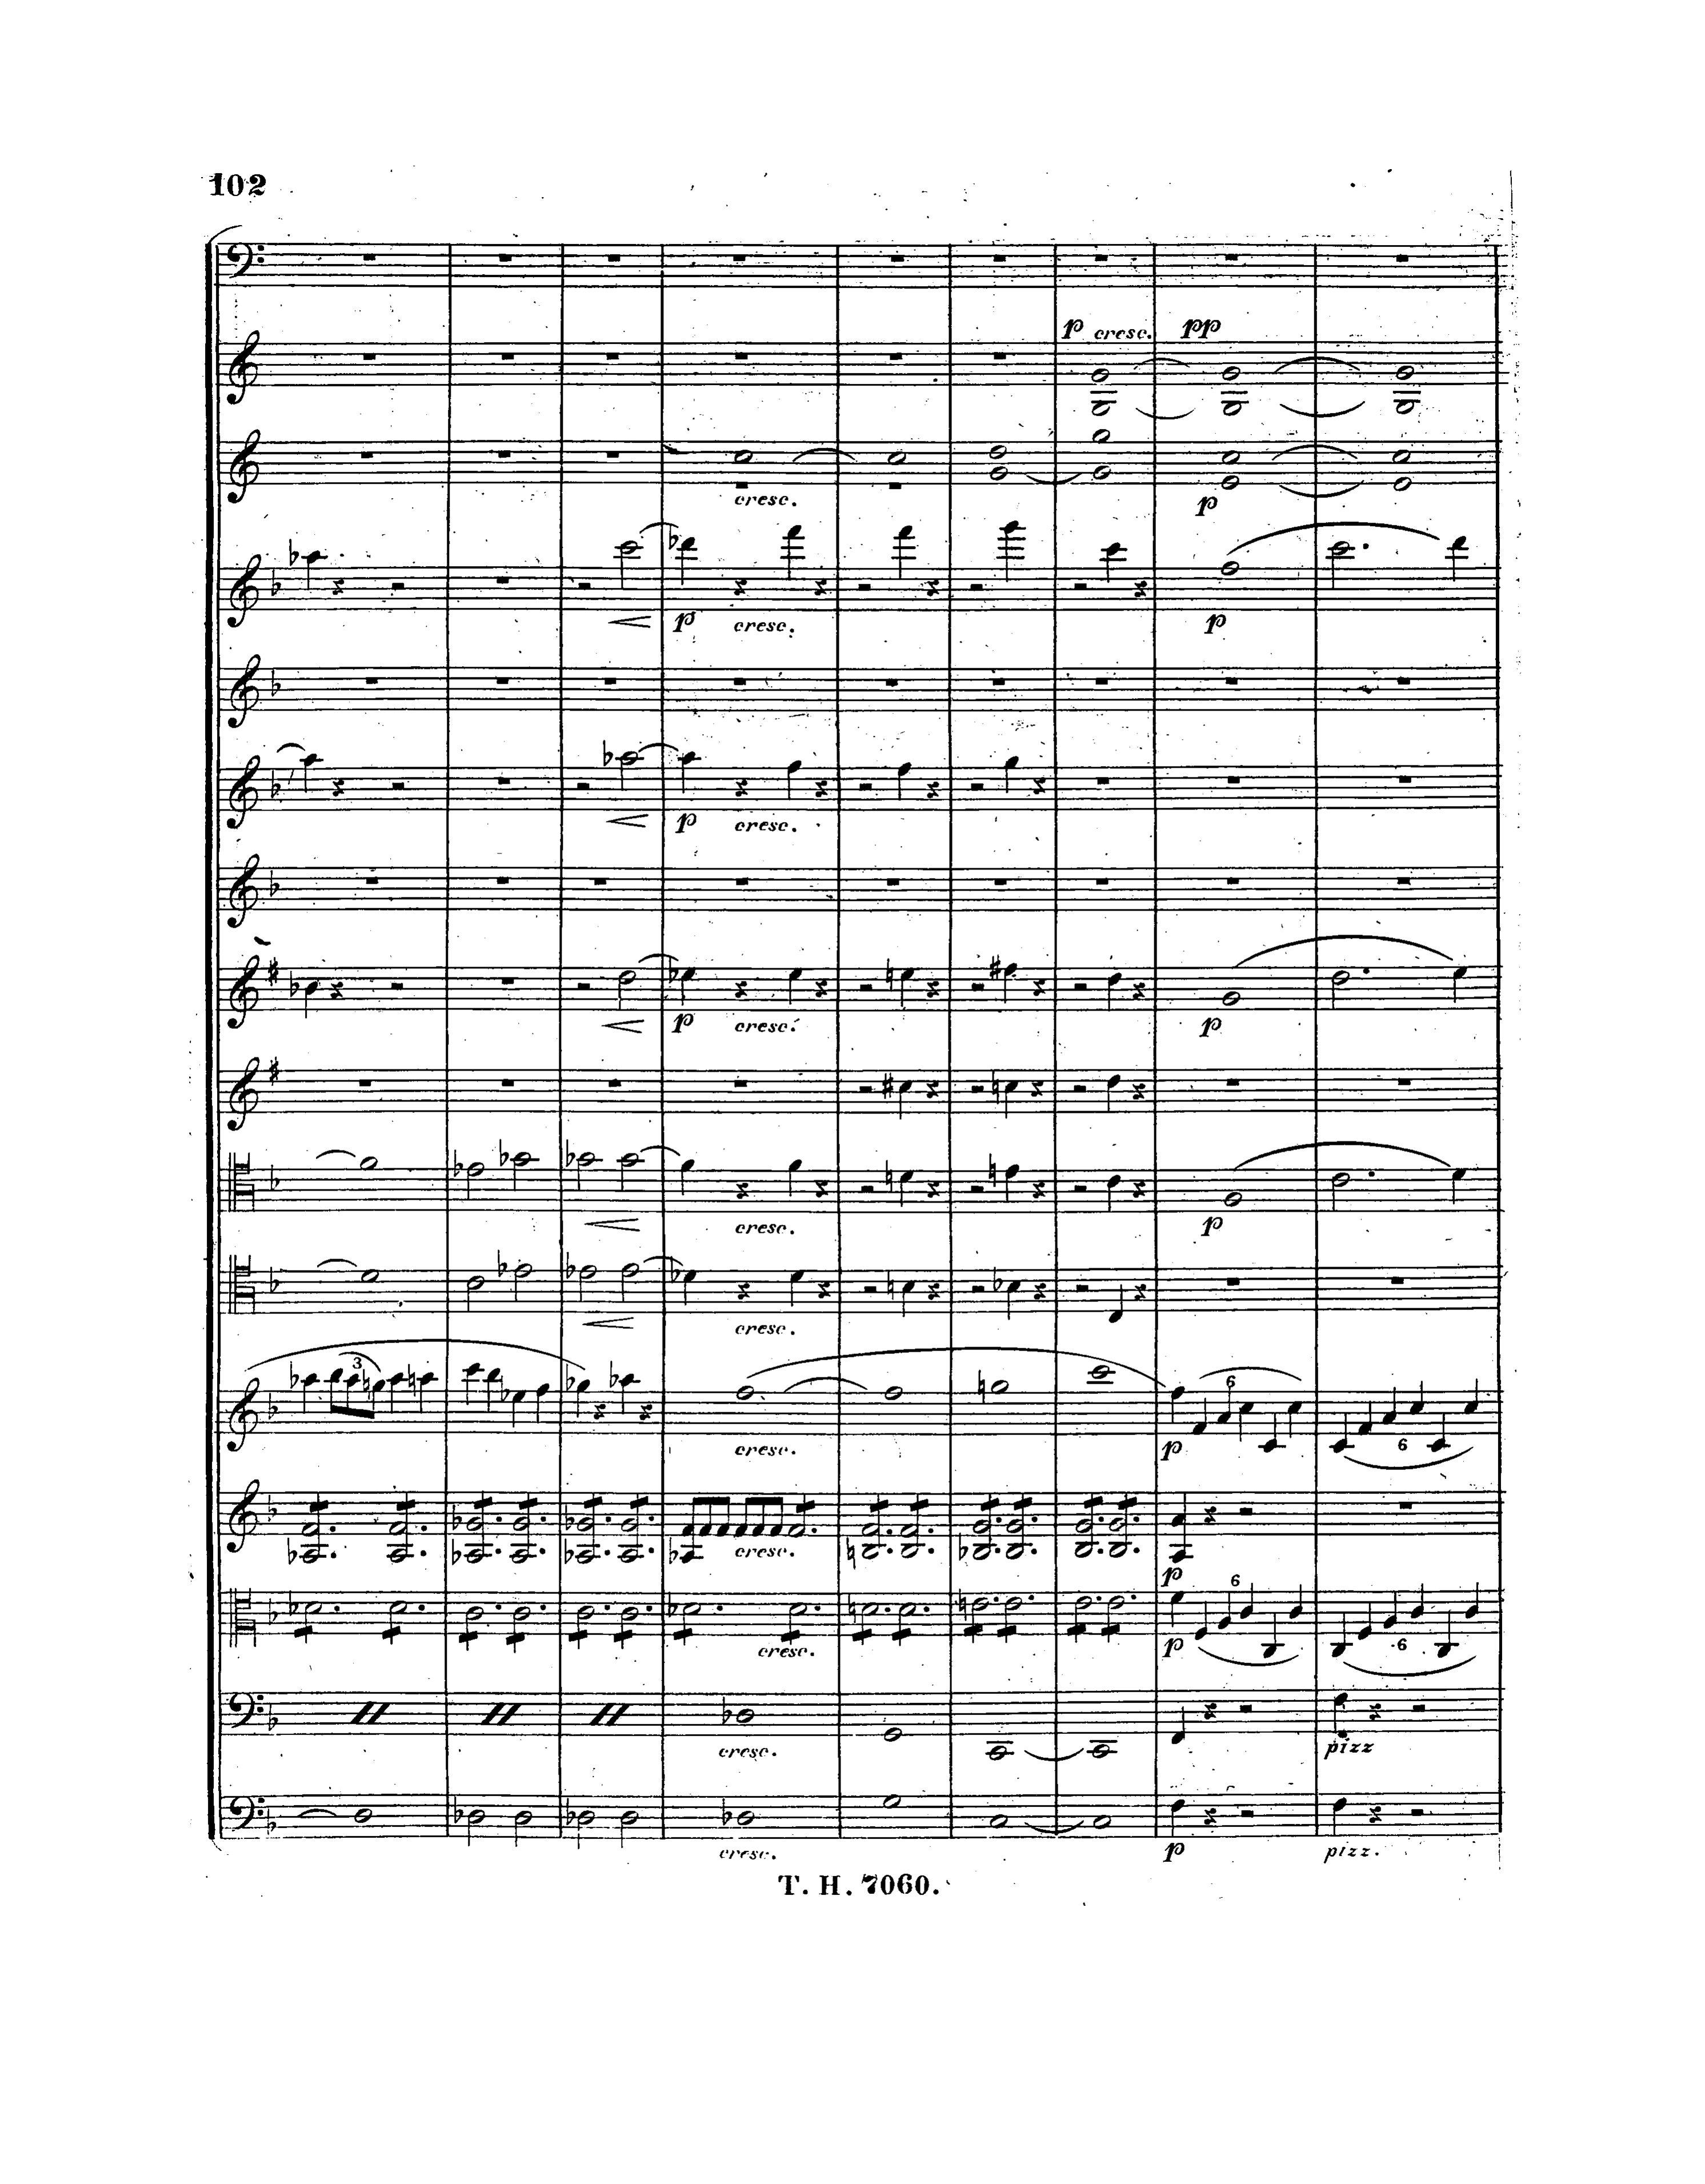 102
p cresc. pp
cresc. p
p cresc. p
p cresc.
p cresc. p
cresc. p
cresc.
3 6
cresc. p 6
cresc. p
6
cresc. p 6
cresc. pizz
cresc. p pizz.
T. H. 7060.